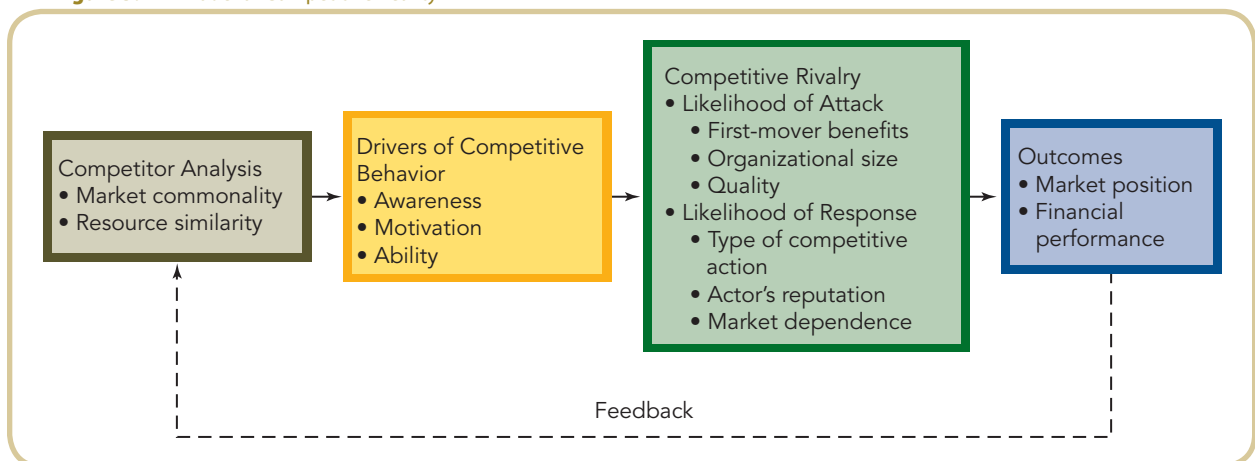 Competitor Analysis
• Market commonality
• Resource similarity
Drivers of Competitive
Behavior
• Awareness
• Motivation
• Ability
Competitive Rivalry
• Likelihood of Attack
• First-mover benefits
• Organizational size
• Quality
• Likelihood of Response
• Type of competitive
action
• Actor's reputation
• Market dependence
Outcomes
• Market position
• Financial
performance
Feedback